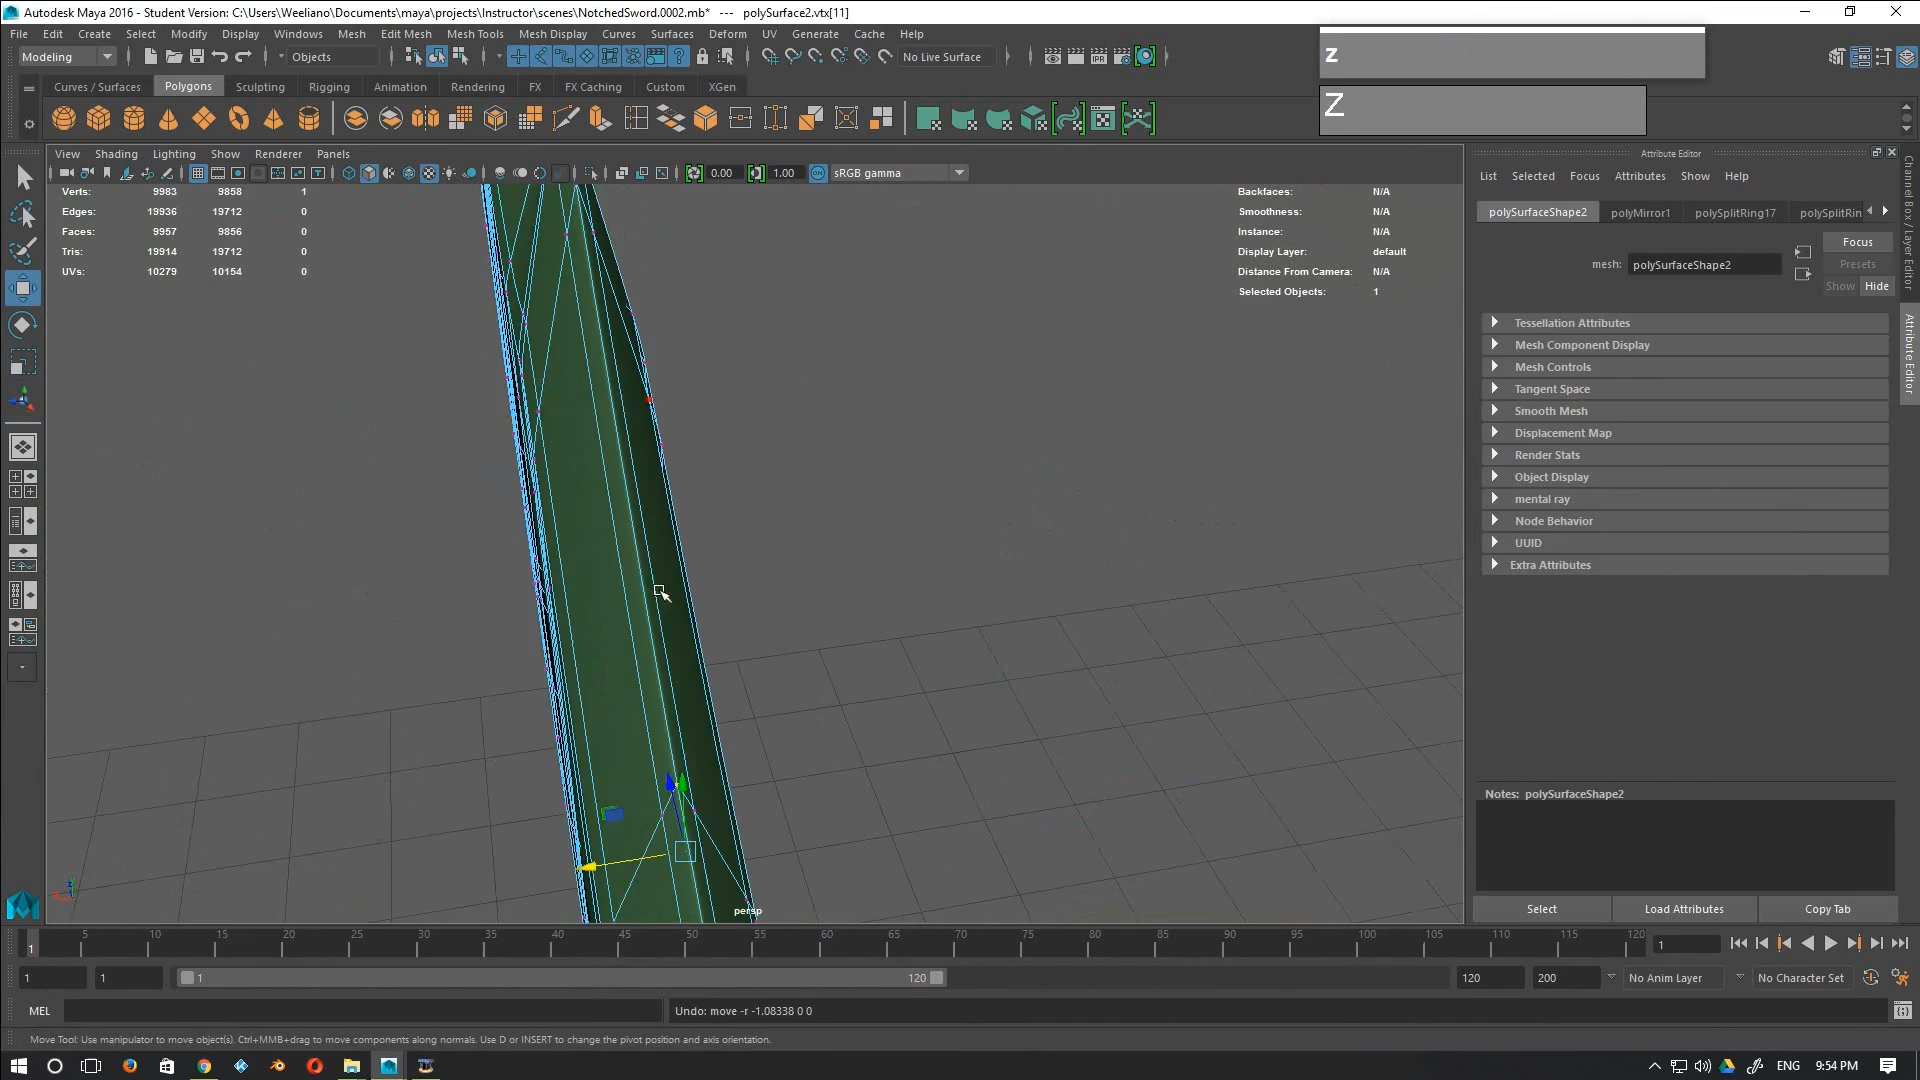 Autodesk Maya 2016 - Student Version: C:\Users\Weeliano\Documents\maya\projects\Instructor\scenes\NotchedSword.0002.mb* --- polySurface2.vtx[11]
File Edit Create Select Modify Display Windows Mesh Edit Mesh Mesh Tools Mesh Display Curves Surfaces Deform UV Generate Cache Help
z
Modeling Objects No Live Surface
Curves / Surfaces Polygons Sculpting Rigging Animation Rendering FX FX Caching Custom XGen
Z
View Shading Lighting Show Renderer Panels
Attribute Editor
0.00 1.00 sRGB gamma
IPR
ON
List Selected Focus Attributes Show Help
Verts: 9983 9858 1
Edges: 19936 19712 0
Faces: 9957 9856 0
Tris: 19914 19712 0
UVs: 10279 10154 0
Backfaces: N/A
Smoothness: N/A
Instance: N/A
Display Layer: default
Distance From Camera: N/A
Selected Objects: 1
polySurfaceShape2 polyMirror1 polySplitRing17 polySplitRin
Focus
mesh: polySurfaceShape2
Presets
Show Hide
Tessellation Attributes
Mesh Component Display
Mesh Controls
Tangent Space
Smooth Mesh
Displacement Map
Render Stats
Object Display
mental ray
Node Behavior
UUID
Extra Attributes
Channel Box / Layer Editor
Attribute Editor
Notes: polySurfaceShape2
Select Load Attributes Copy Tab
persp
1 5 10 15 20 25 30 35 40 45 50 55 60 65 70 75 80 85 90 95 100 105 110 115 120 1
1 1 1 120 120 200 No Anim Layer No Character Set
MEL Undo: move -r -1.08338 0 0
Move Tool: Use manipulator to move object(s). Ctrl+MMB+drag to move components along normals. Use D or INSERT to change the pivot position and axis orientation.
ENG 9:54 PM